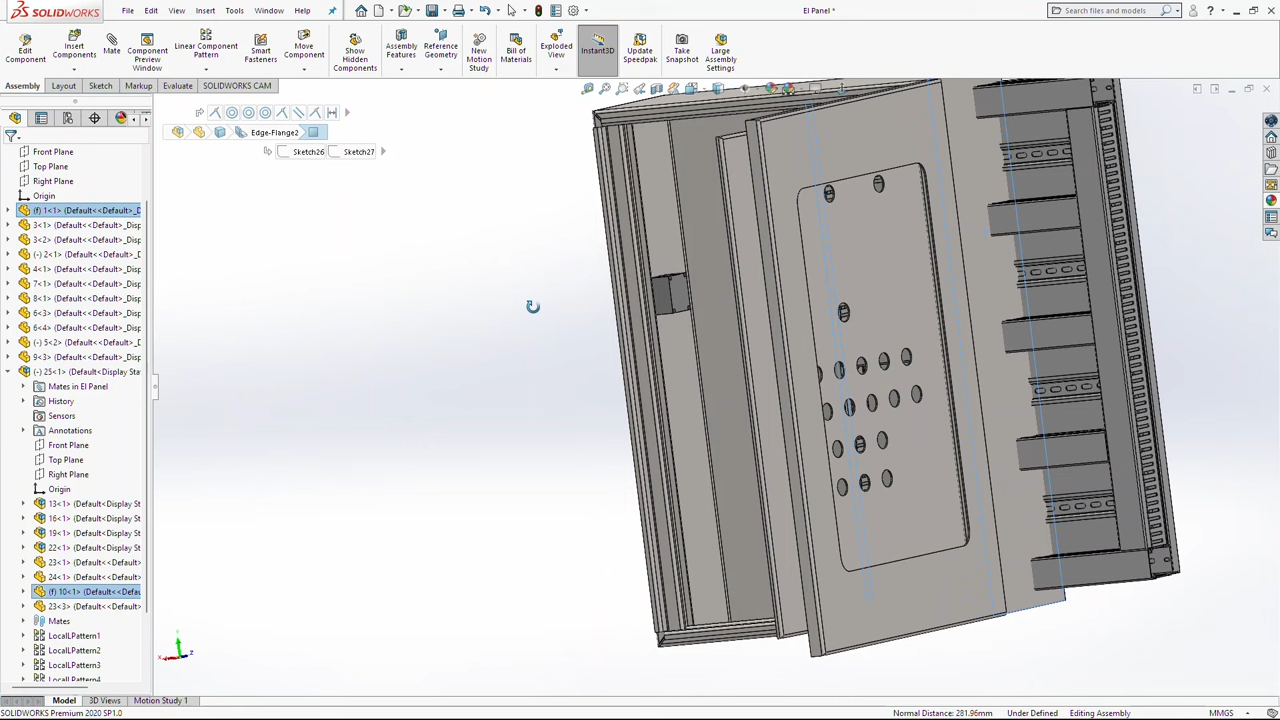 SOLIDWORKS
File Edit View Insert Tools Window Help
El Panel *
Search files and models
Edit Component
Insert Components
Mate
Component Preview Window
Linear Component Pattern
Smart Fasteners
Move Component
Show Hidden Components
Assembly Features
Reference Geometry
New Motion Study
Bill of Materials
Exploded View
Instant3D
Update Speedpak
Take Snapshot
Large Assembly Settings
Assembly Layout Sketch Markup Evaluate SOLIDWORKS CAM
Edge-Flange2
Sketch26 Sketch27
Front Plane
Top Plane
Right Plane
Origin
(f) 1<1> (Default<<Default>_D
3<1> (Default<<Default>_Disp
3<2> (Default<<Default>_Disp
(-) 2<1> (Default<<Default>_D
4<1> (Default<<Default>_Disp
7<1> (Default<<Default>_Disp
8<1> (Default<<Default>_Disp
6<3> (Default<<Default>_Disp
6<4> (Default<<Default>_Disp
(-) 5<2> (Default<<Default>_D
9<3> (Default<<Default>_Disp
(-) 25<1> (Default<Display Sta
Mates in El Panel
History
Sensors
Annotations
Front Plane
Top Plane
Right Plane
Origin
13<1> (Default<Display St
16<1> (Default<Display St
19<1> (Default<Display St
22<1> (Default<Display St
23<1> (Default<<Default>
24<1> (Default<<Default>
(f) 10<1> (Default<<Defau
23<3> (Default<<Default>
Mates
LocalLPattern1
LocalLPattern2
LocalLPattern3
LocalLPattern4
Model 3D Views Motion Study 1
SOLIDWORKS Premium 2020 SP1.0
Normal Distance: 281.96mm Under Defined Editing Assembly MMGS